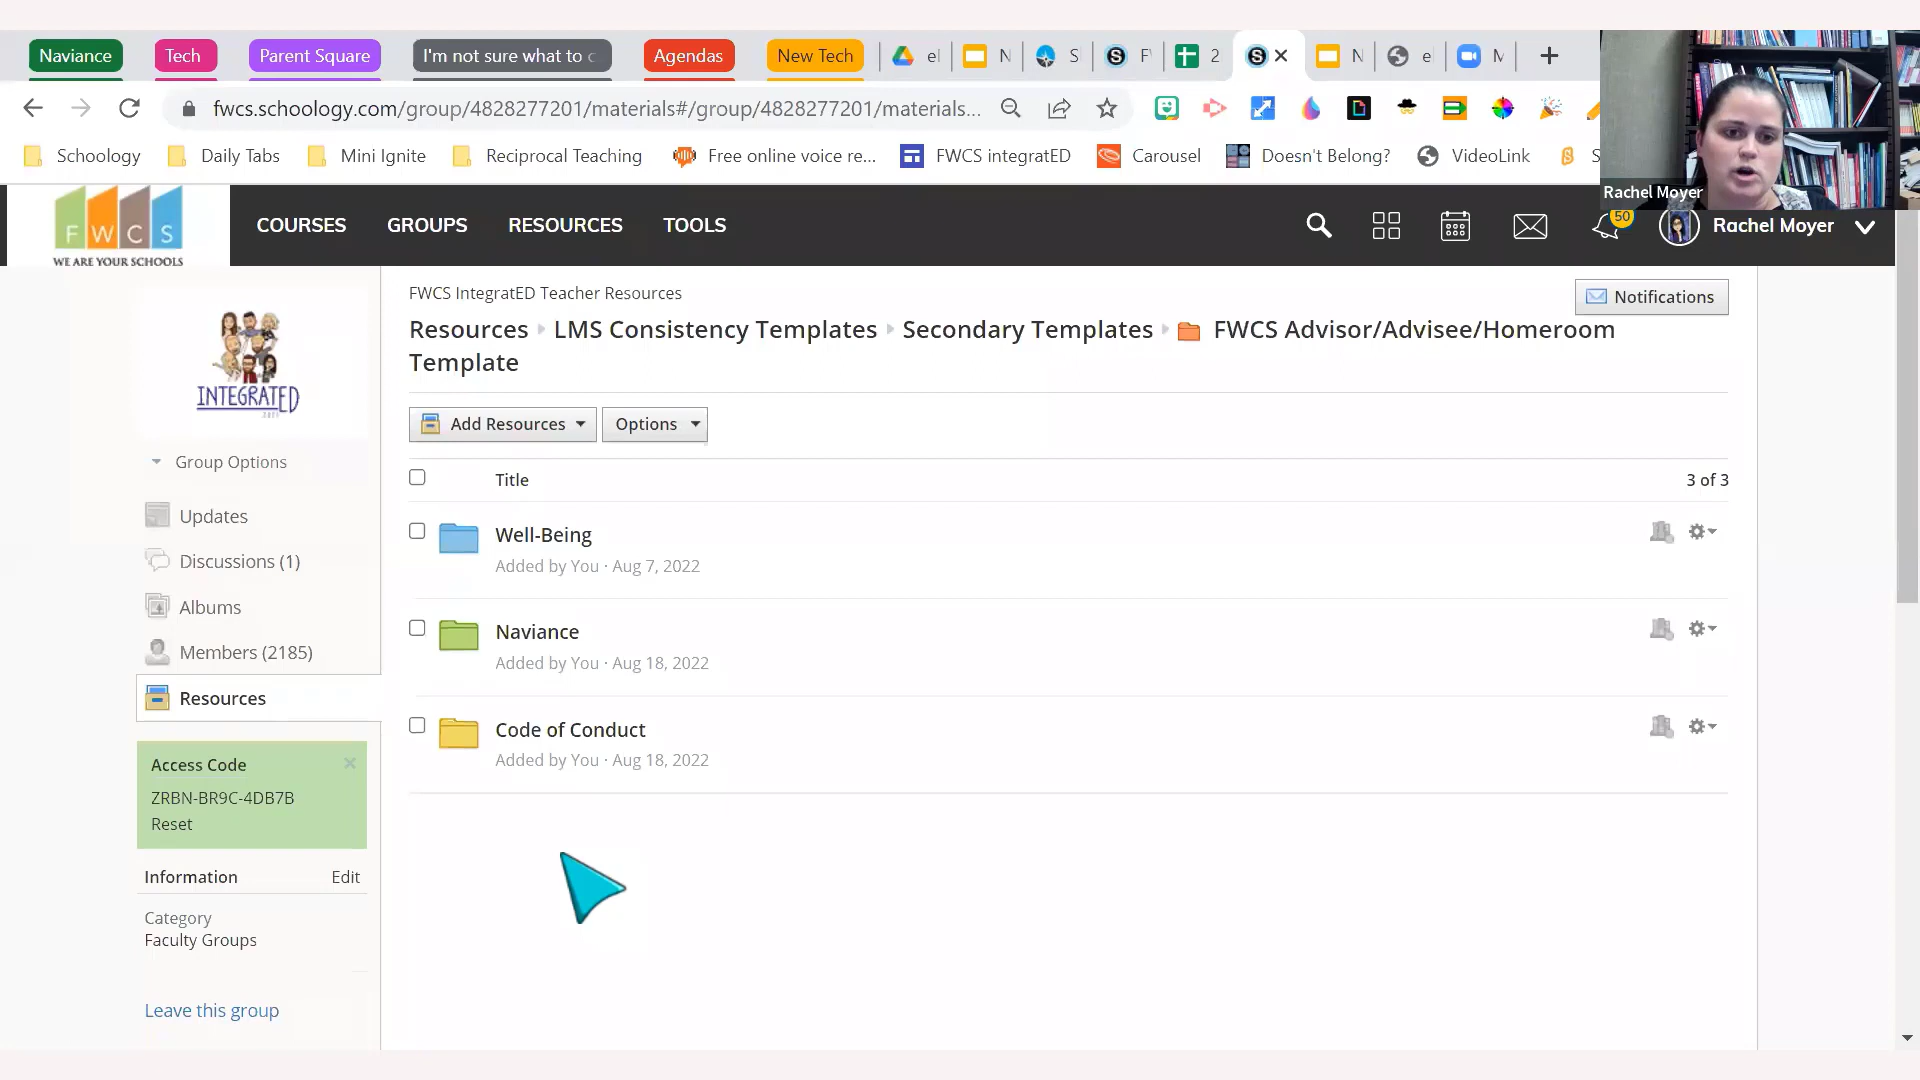 Naviance
Tech
Parent Square
I'm not sure what to c
Agendas
New Tech
el
N
S
F
2
N
e
M
fwcs.schoology.com/group/4828277201/materials#/group/4828277201/materials...
Schoology
Daily Tabs
Mini Ignite
Reciprocal Teaching
Free online voice re...
FWCS integratED
Carousel
Doesn't Belong?
VideoLink
S
Rachel Moyer
FWCS
WE ARE YOUR SCHOOLS
COURSES
GROUPS
RESOURCES
TOOLS
50
Rachel Moyer
INTEGRATED
Group Options
Updates
Discussions (1)
Albums
Members (2185)
Resources
Access Code
ZRBN-BR9C-4DB7B
Reset
Information
Edit
Category
Faculty Groups
Leave this group
FWCS IntegratED Teacher Resources
Notifications
Resources LMS Consistency Templates Secondary Templates FWCS Advisor/Advisee/Homeroom
Template
Add Resources
Options
Title
3 of 3
Well-Being
Added by You · Aug 7, 2022
Naviance
Added by You · Aug 18, 2022
Code of Conduct
Added by You · Aug 18, 2022